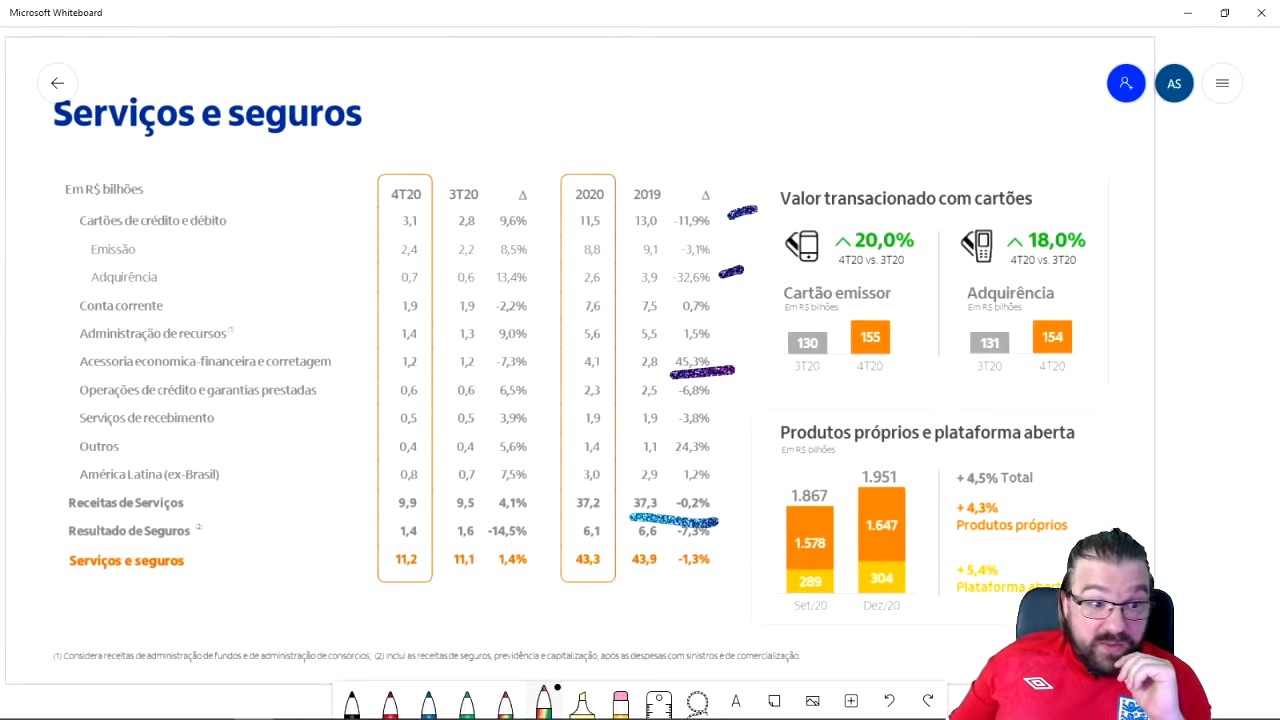 Microsoft Whiteboard
AS
Serviços e seguros
Em R$ bilhões 4T20 3T20 Δ 2020 2019 Δ
Cartões de crédito e débito 3,1 2,8 9,6% 11,5 13,0 -11,9%
Emissão 2,4 2,2 8,5% 8,8 9,1 -3,1%
Adquirência 0,7 0,6 13,4% 2,6 3,9 -32,6%
Conta corrente 1,9 1,9 -2,2% 7,6 7,5 0,7%
Administração de recursos (1) 1,4 1,3 9,0% 5,6 5,5 1,5%
Acessoria economica-financeira e corretagem 1,2 1,2 -7,3% 4,1 2,8 45,3%
Operações de crédito e garantias prestadas 0,6 0,6 6,5% 2,3 2,5 -6,8%
Serviços de recebimento 0,5 0,5 3,9% 1,9 1,9 -3,8%
Outros 0,4 0,4 5,6% 1,4 1,1 24,3%
América Latina (ex-Brasil) 0,8 0,7 7,5% 3,0 2,9 1,2%
Receitas de Serviços 9,9 9,5 4,1% 37,2 37,3 -0,2%
Resultado de Seguros (2) 1,4 1,6 -14,5% 6,1 6,6 -7,3%
Serviços e seguros 11,2 11,1 1,4% 43,3 43,9 -1,3%
Valor transacionado com cartões
20,0%
4T20 vs. 3T20
Cartão emissor
Em R$ bilhões
130 155
3T20 4T20
18,0%
4T20 vs. 3T20
Adquirência
Em R$ bilhões
131 154
3T20 4T20
Produtos próprios e plataforma aberta
Em R$ bilhões
1.867 1.951
1.578 1.647
289 304
Set/20 Dez/20
+ 4,5% Total
+ 4,3%
Produtos próprios
+ 5,4%
Plataforma
(1) Considera receitas de administração de fundos e de administração de consórcios, (2) Inclui as receitas de seguros, previdência e capitalização, após as despesas com sinistros e de comercialização.
A